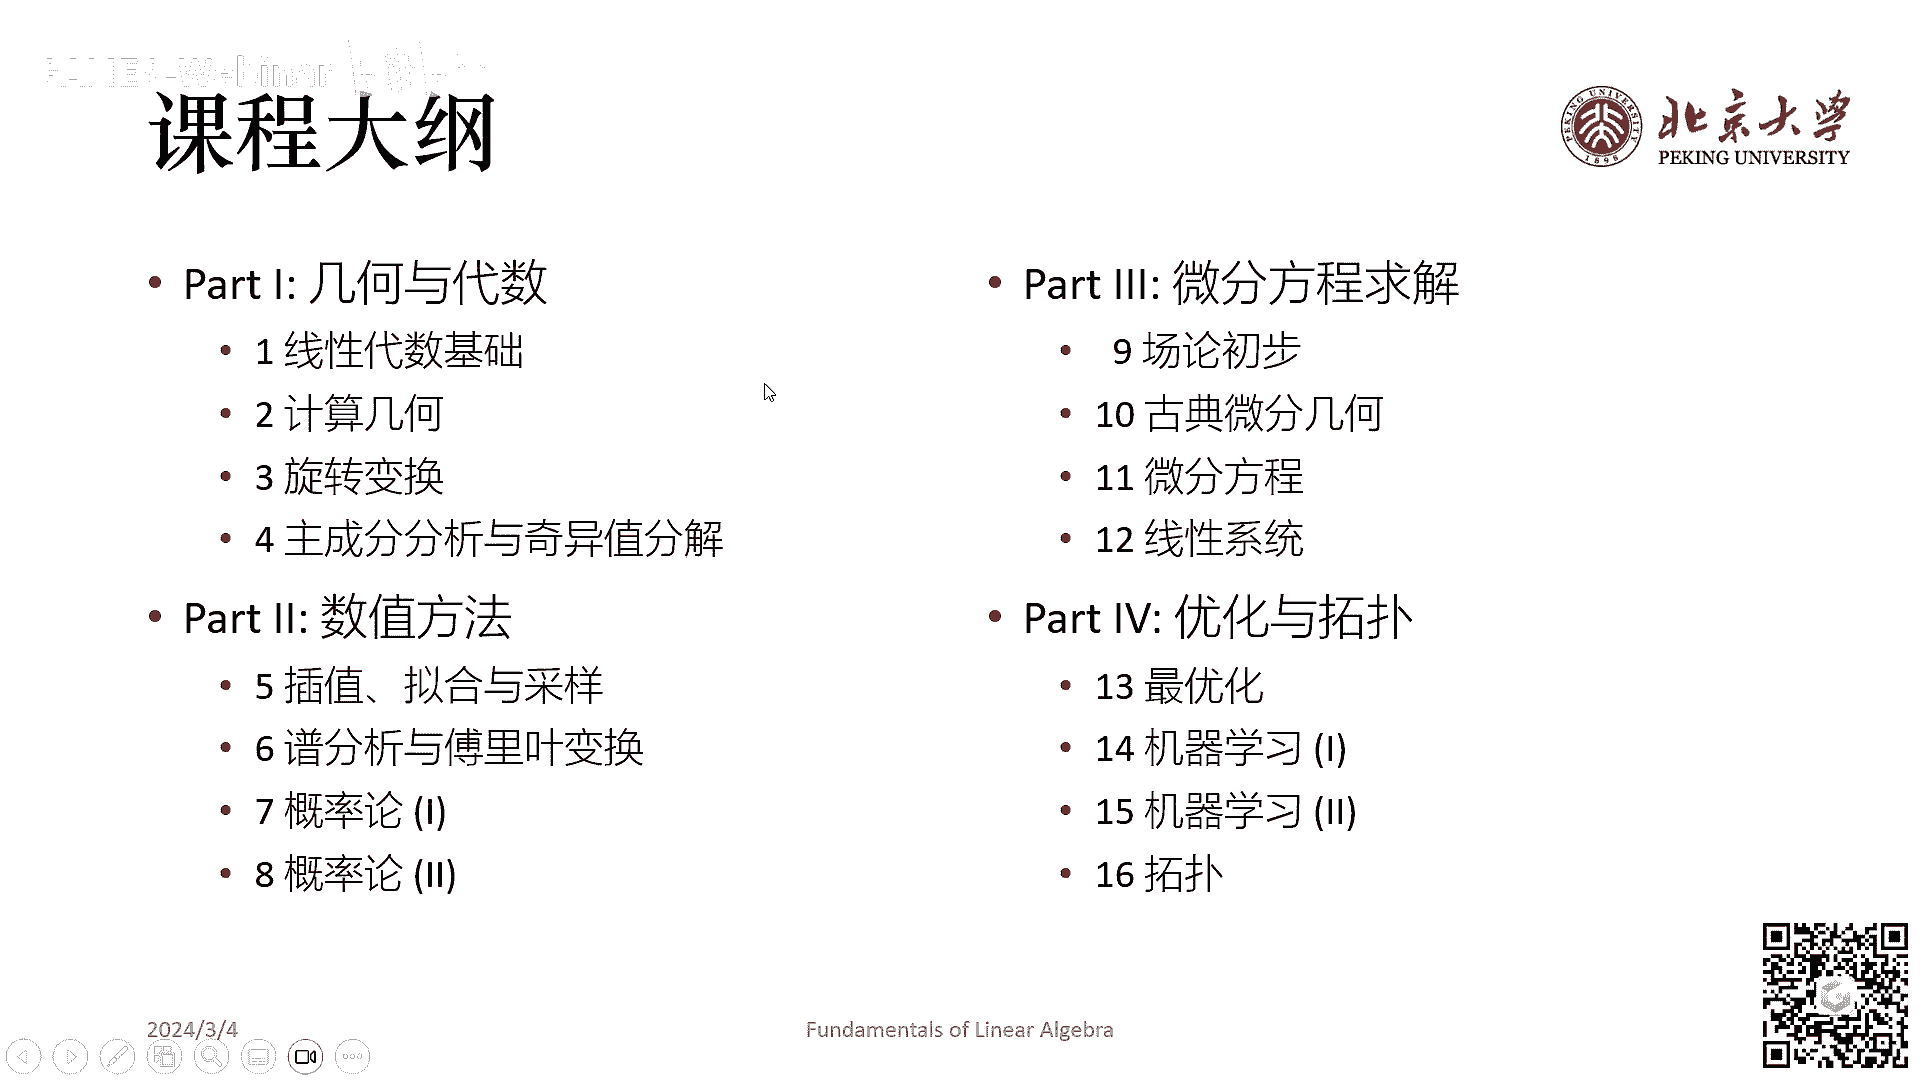 课程大纲
北京大学
PEKING UNIVERSITY
PEKING UNIVERSITY
1898
• Part I: 几何与代数
• 1 线性代数基础
• 2 计算几何
• 3 旋转变换
• 4 主成分分析与奇异值分解
• Part II: 数值方法
• 5 插值、拟合与采样
• 6 谱分析与傅里叶变换
• 7 概率论 (I)
• 8 概率论 (II)
• Part III: 微分方程求解
• 9 场论初步
• 10 古典微分几何
• 11 微分方程
• 12 线性系统
• Part IV: 优化与拓扑
• 13 最优化
• 14 机器学习 (I)
• 15 机器学习 (II)
• 16 拓扑
2024/3/4
Fundamentals of Linear Algebra